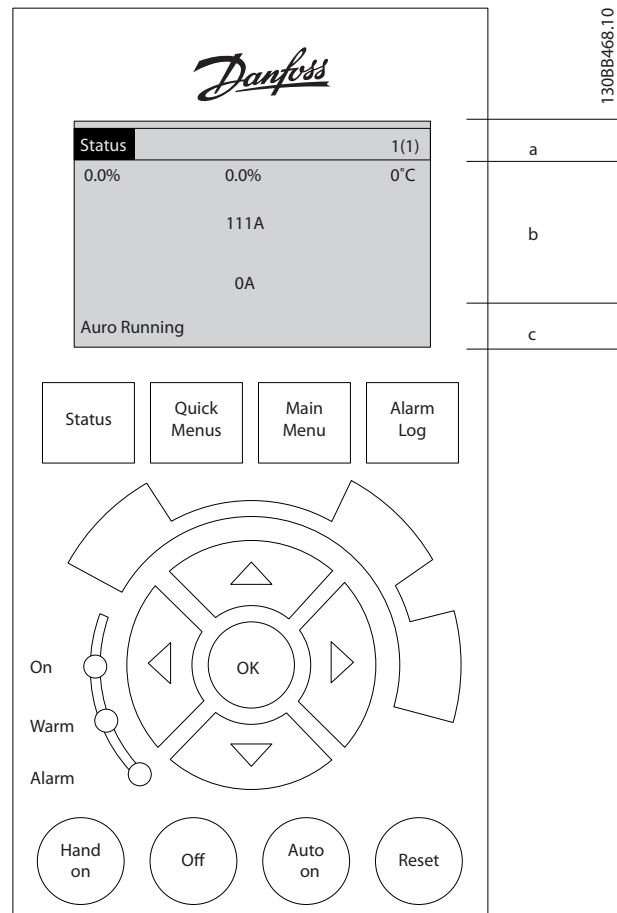 130BB468.10
Danfoss
Status 1(1)
0.0% 0.0% 0˚C
111A
0A
Auro Running
a
b
c
Status
Quick
Menus
Main
Menu
Alarm
Log
OK
On
Warm
Alarm
Hand
on
Off
Auto
on
Reset